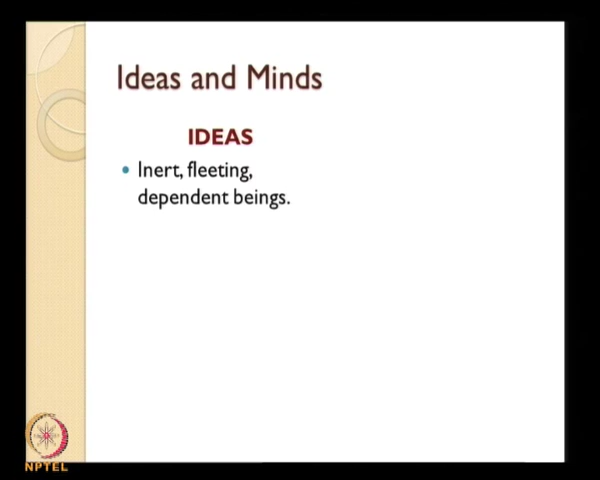 Ideas and Minds
IDEAS
• Inert, fleeting,
dependent beings.
NPTEL